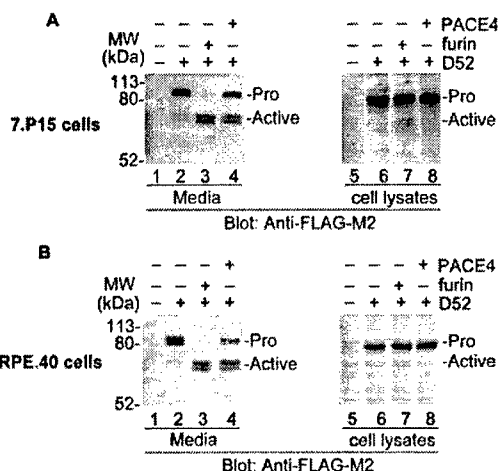 A
− − − + − − − + PACE4
MW − − + − − − + − furin
(kDa) − + + + − + + + D52
113-
80- -Pro -Pro
-Active -Active
7.P15 cells
52-
1 2 3 4 5 6 7 8
Media cell lysates
Blot: Anti-FLAG-M2
B
− − − + − − − + PACE4
MW − − + − − − + − furin
(kDa) − + + + − + + + D52
113-
80- -Pro -Pro
RPE.40 cells -Active -Active
52-
1 2 3 4 5 6 7 8
Media cell lysates
Blot: Anti-FLAG-M2